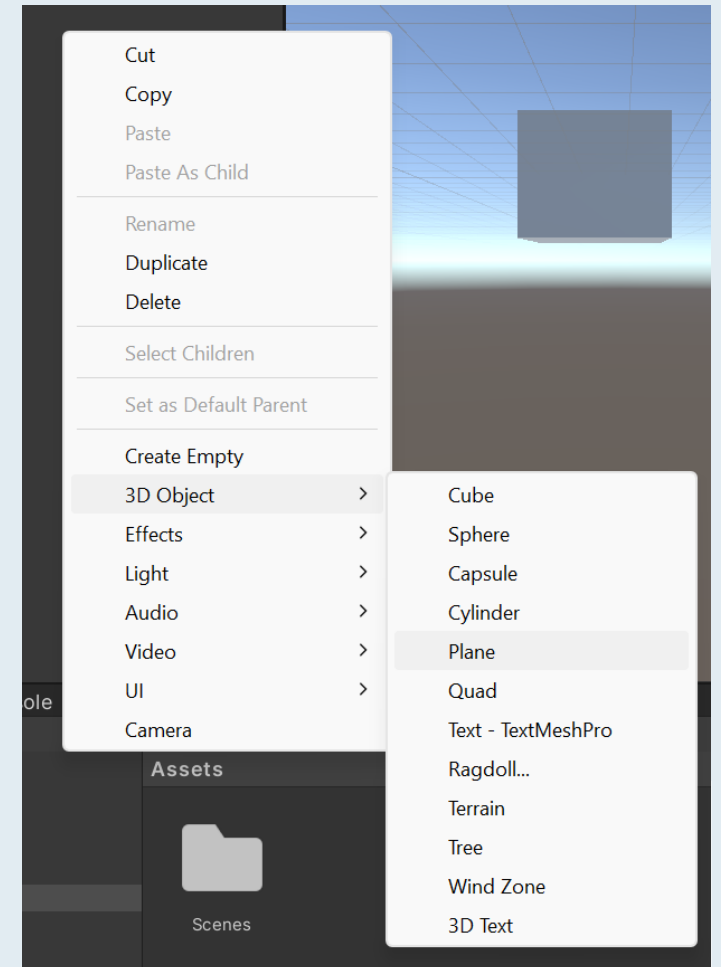 Cut
Copy
Paste
Paste As Child
Rename
Duplicate
Delete
Select Children
Set as Default Parent
Create Empty
3D Object
Effects
Light
Audio
Video
UI
Camera
Cube
Sphere
Capsule
Cylinder
Plane
Quad
Text - TextMeshPro
Ragdoll...
Terrain
Tree
Wind Zone
3D Text
ole
Assets
Scenes